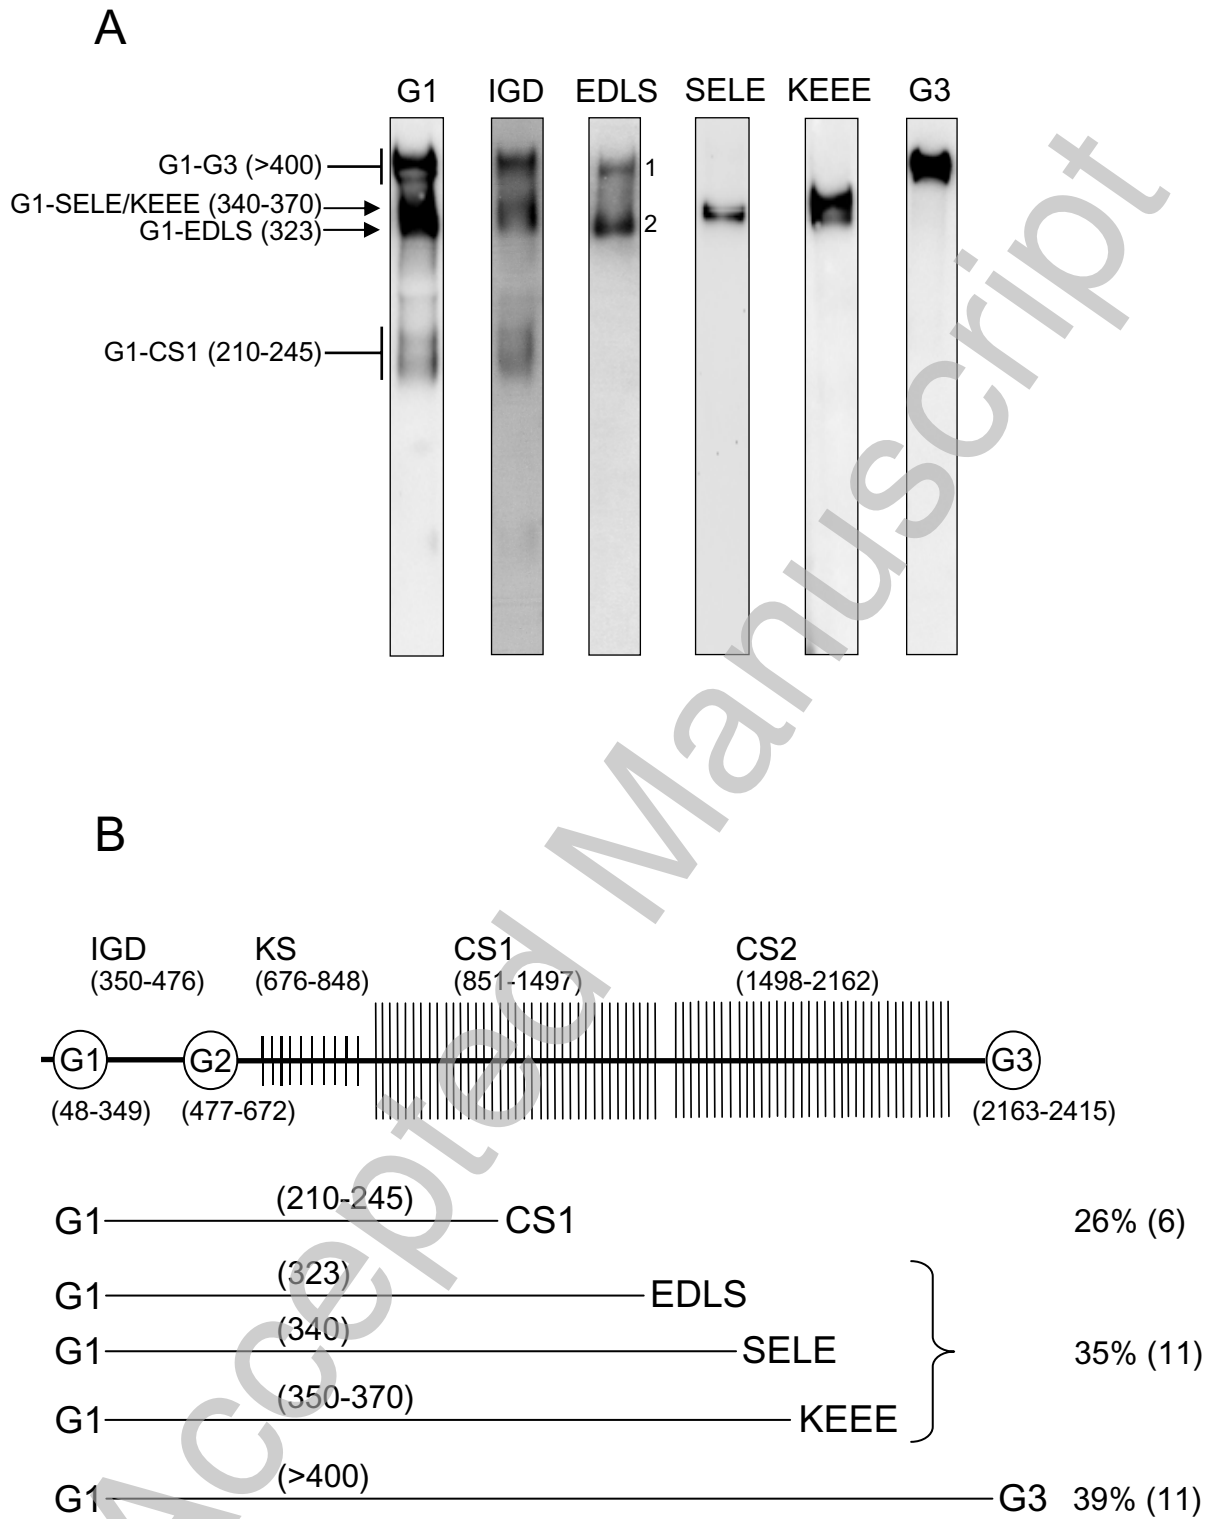 A
G1 IGD EDLS SELE KEEE G3
G1-G3 (>400)
1
G1-SELE/KEEE (340-370)
G1-EDLS (323)
2
G1-CS1 (210-245)
B
IGD KS CS1 CS2
(350-476) (676-848) (851-1497) (1498-2162)
G1 G2 G3
(48-349) (477-672) (2163-2415)
(210-245)
G1 CS1 26% (6)
(323)
G1 EDLS
(340)
G1 SELE 35% (11)
(350-370)
G1 KEEE
(>400)
G1 G3 39% (11)
Accepted Manuscript